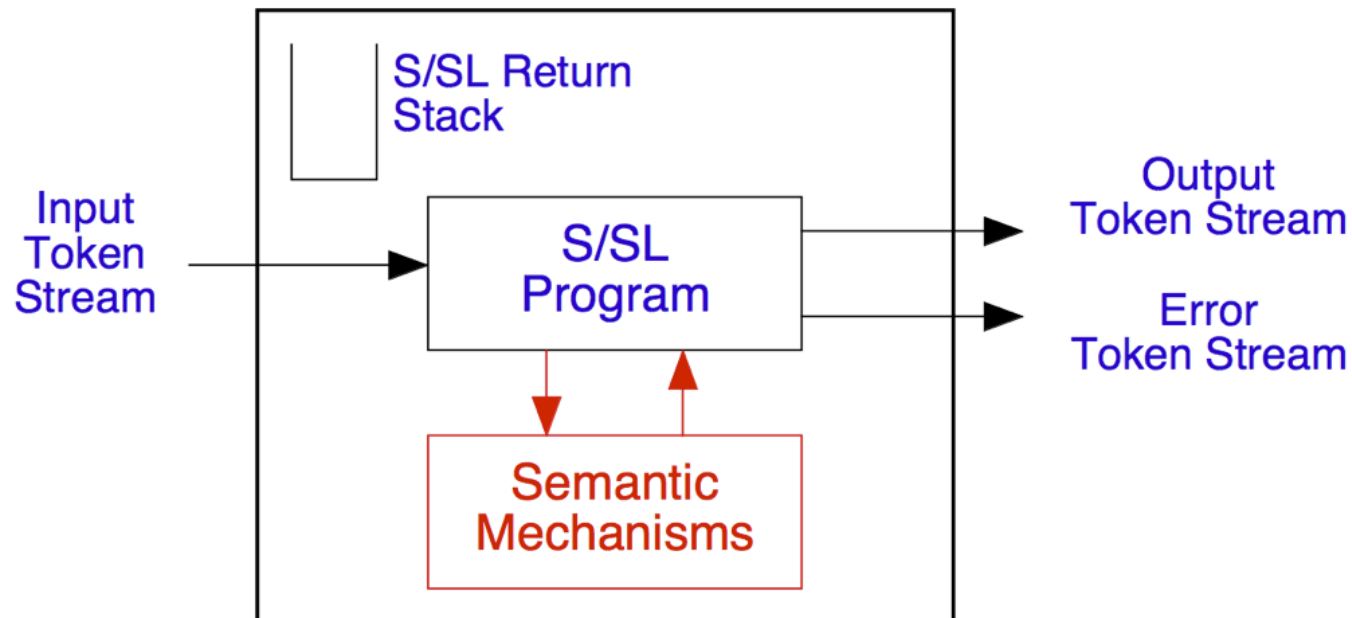 S/SL Return
Stack
Input
Token
Stream
S/SL
Program
Output
Token Stream
Error
Token Stream
Semantic
Mechanisms